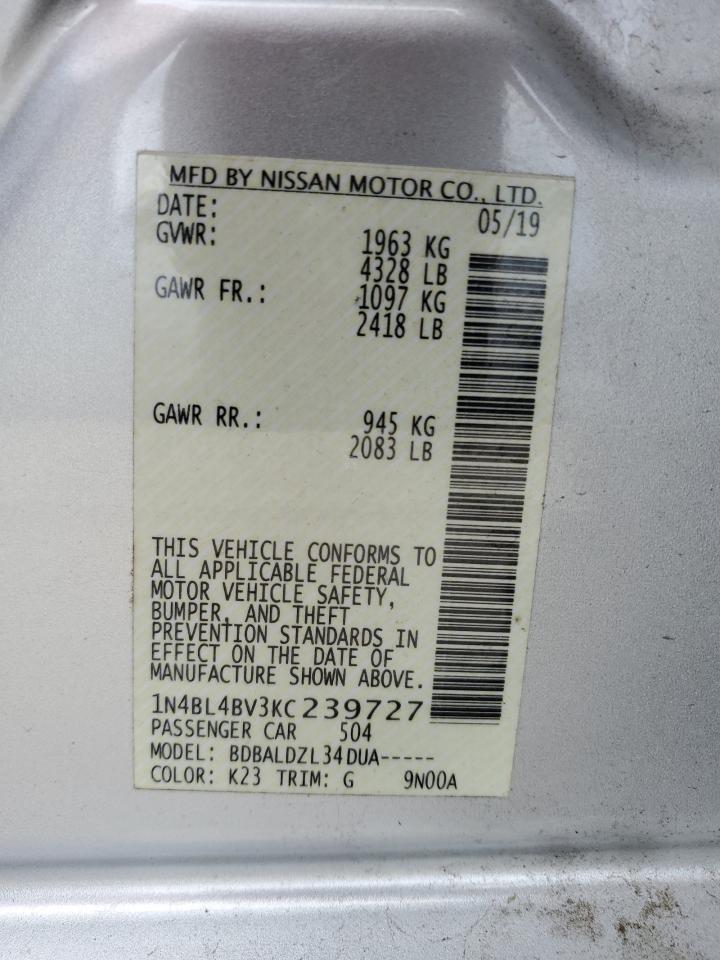 MFD BY NISSAN MOTOR CO., LTD.
DATE: 05/19
GVWR: 1963 KG
4328 LB
GAWR FR.: 1097 KG
2418 LB
GAWR RR.: 945 KG
2083 LB
THIS VEHICLE CONFORMS TO
ALL APPLICABLE FEDERAL
MOTOR VEHICLE SAFETY,
BUMPER, AND THEFT
PREVENTION STANDARDS IN
EFFECT ON THE DATE OF
MANUFACTURE SHOWN ABOVE.
1N4BL4BV3KC239727
PASSENGER CAR 504
MODEL: BDBALDZL34DUA-----
COLOR: K23 TRIM: G 9N00A